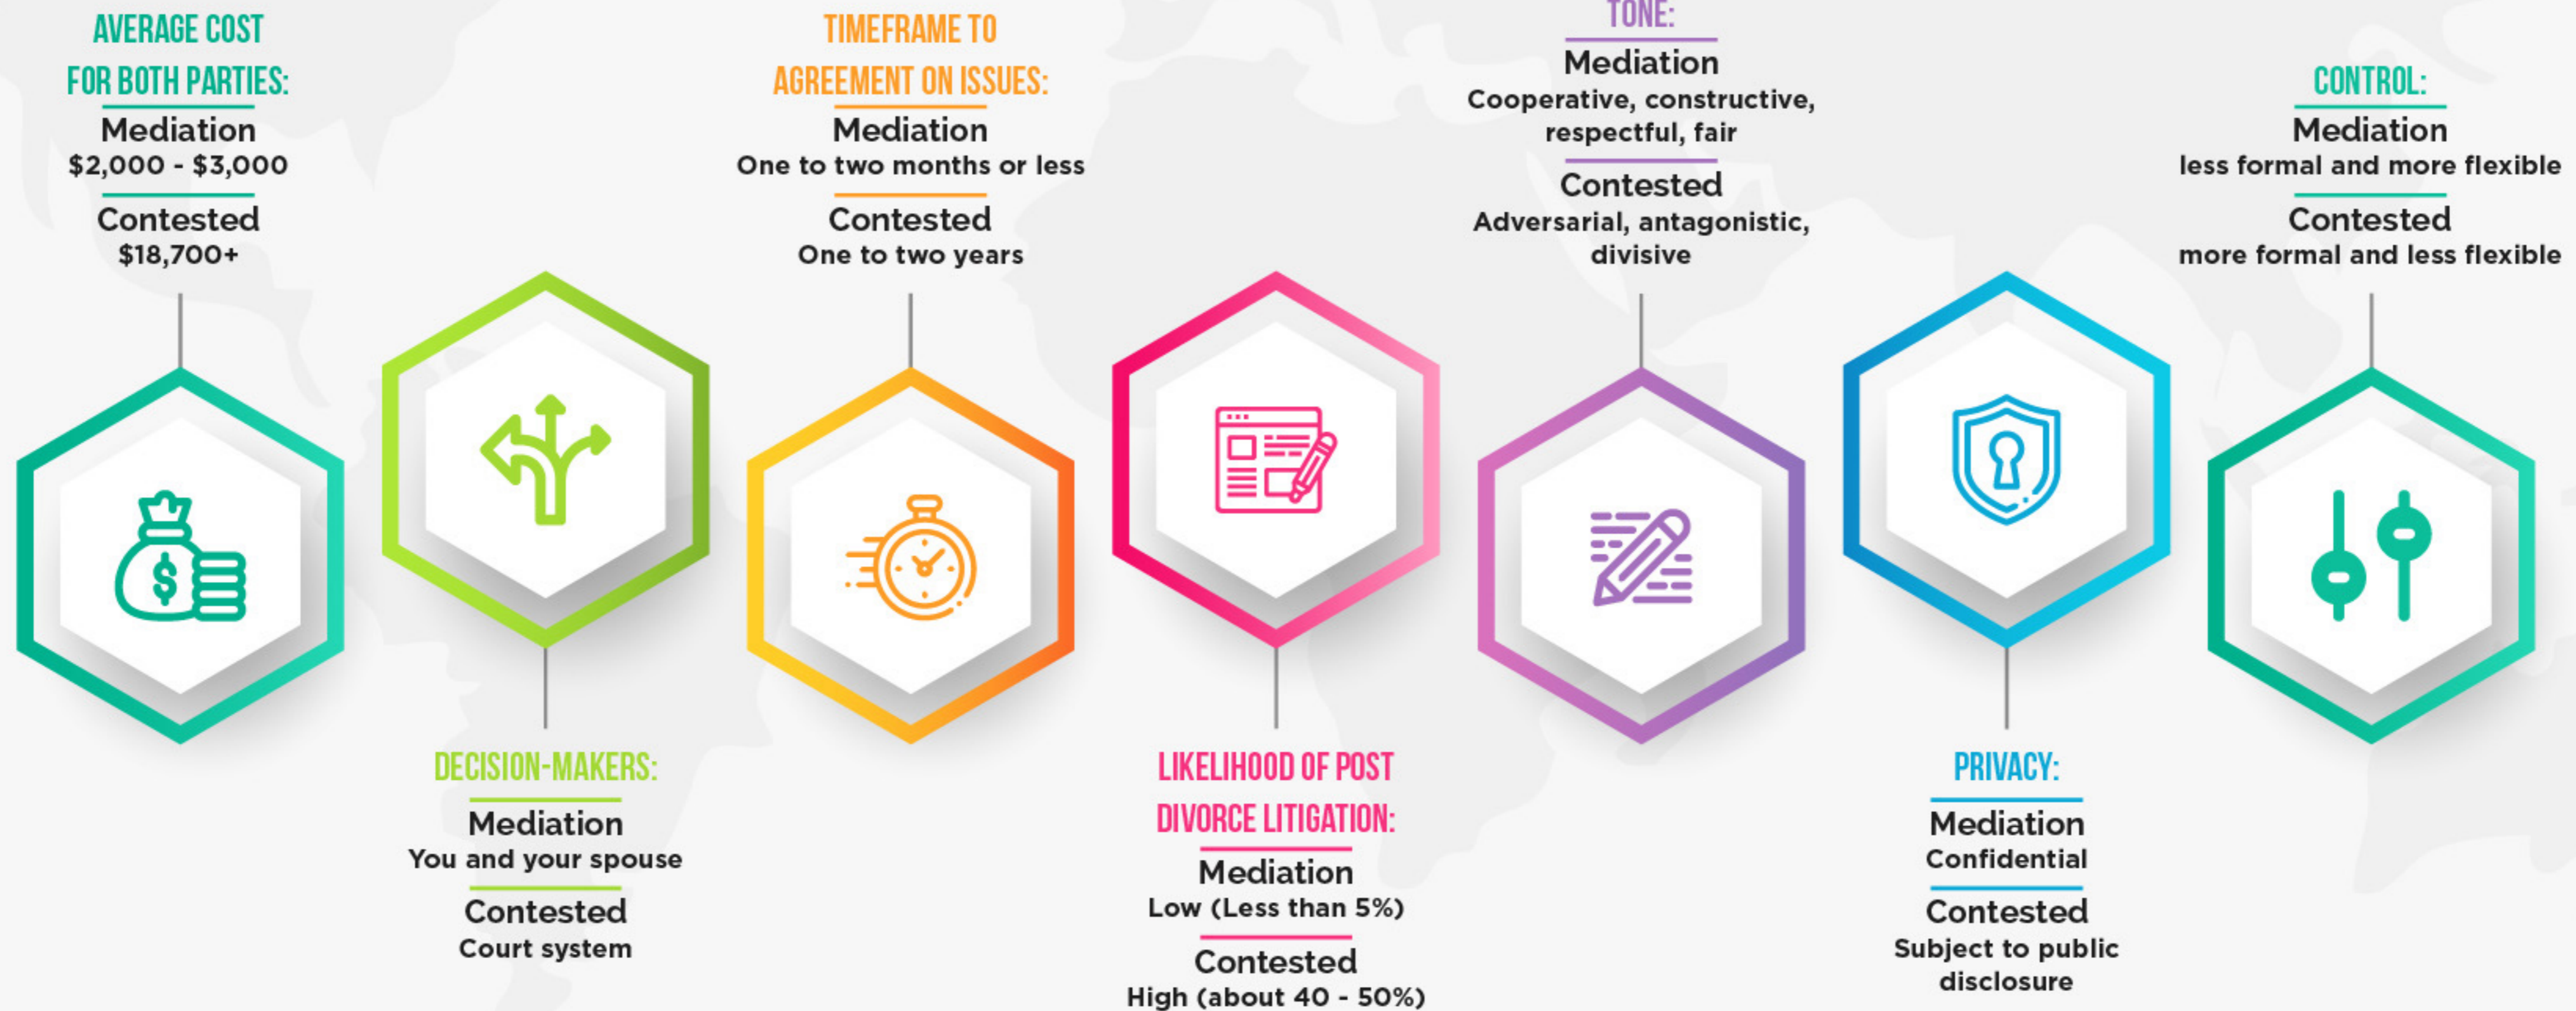 AVERAGE COST
FOR BOTH PARTIES:
Mediation
$2,000 - $3,000
Contested
$18,700+
DECISION-MAKERS:
Mediation
You and your spouse
Contested
Court system
TIMEFRAME TO
AGREEMENT ON ISSUES:
Mediation
One to two months or less
Contested
One to two years
LIKELIHOOD OF POST
DIVORCE LITIGATION:
Mediation
Low (Less than 5%)
Contested
High (about 40 - 50%)
TONE:
Mediation
Cooperative, constructive,
respectful, fair
Contested
Adversarial, antagonistic,
divisive
PRIVACY:
Mediation
Confidential
Contested
Subject to public
disclosure
CONTROL:
Mediation
less formal and more flexible
Contested
more formal and less flexible